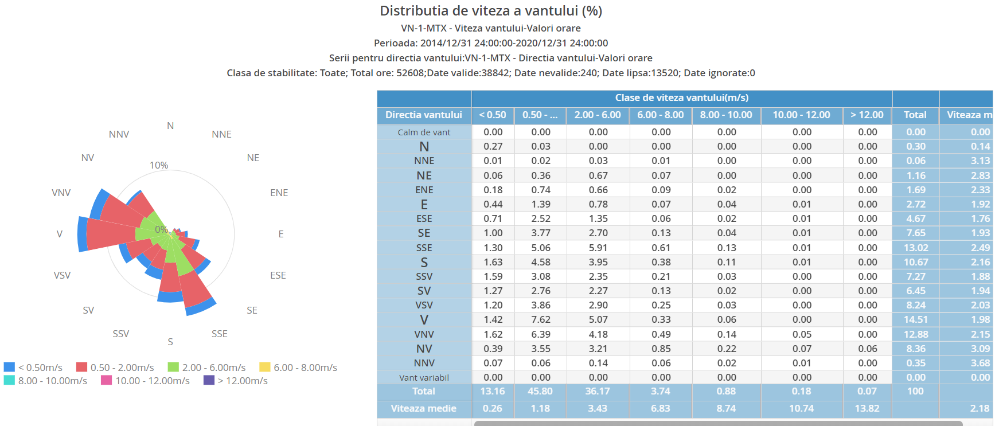 Distributia de viteza a vantului (%)
VN-1-MTX - Viteza vantului-Valori orare
Perioada: 2014/12/31 24:00:00-2020/12/31 24:00:00
Serii pentru directia vantului:VN-1-MTX - Directia vantului-Valori orare
Clasa de stabilitate: Toate; Total ore: 52608;Date valide:38842; Date nevalide:240; Date lipsa:13520; Date ignorate:0
N
NNE
NE
ENE
E
ESE
SE
SSE
S
SSV
SV
VSV
V
VNV
NV
NNV
10%
0%
< 0.50m/s 0.50 - 2.00m/s 2.00 - 6.00m/s 6.00 - 8.00m/s
8.00 - 10.00m/s 10.00 - 12.00m/s > 12.00m/s
Clase de viteza vantului(m/s)
Directia vantului < 0.50 0.50 - ... 2.00 - 6.00 6.00 - 8.00 8.00 - 10.00 10.00 - 12.00 > 12.00 Total Viteaza m
Calm de vant 0.00 0.00 0.00 0.00 0.00 0.00 0.00 0.00 0.00
N 0.27 0.03 0.00 0.00 0.00 0.00 0.00 0.30 0.14
NNE 0.01 0.02 0.03 0.01 0.00 0.00 0.00 0.06 3.13
NE 0.06 0.36 0.67 0.07 0.00 0.00 0.00 1.16 2.83
ENE 0.18 0.74 0.66 0.09 0.02 0.00 0.00 1.69 2.33
E 0.44 1.39 0.78 0.07 0.04 0.01 0.00 2.72 1.92
ESE 0.71 2.52 1.35 0.06 0.02 0.01 0.00 4.67 1.76
SE 1.00 3.77 2.70 0.13 0.04 0.01 0.00 7.65 1.93
SSE 1.30 5.06 5.91 0.61 0.13 0.01 0.00 13.02 2.49
S 1.63 4.58 3.95 0.38 0.11 0.01 0.00 10.67 2.16
SSV 1.59 3.08 2.35 0.21 0.03 0.00 0.00 7.27 1.88
SV 1.27 2.76 2.27 0.13 0.02 0.00 0.00 6.45 1.94
VSV 1.20 3.86 2.90 0.25 0.03 0.00 0.00 8.24 2.03
V 1.42 7.62 5.07 0.33 0.06 0.00 0.00 14.51 1.98
VNV 1.62 6.39 4.18 0.49 0.14 0.05 0.00 12.88 2.15
NV 0.39 3.55 3.21 0.85 0.22 0.07 0.06 8.36 3.09
NNV 0.07 0.06 0.14 0.06 0.02 0.01 0.00 0.35 3.68
Vant variabil 0.00 0.00 0.00 0.00 0.00 0.00 0.00 0.00 0.00
Total 13.16 45.80 36.17 3.74 0.88 0.18 0.07 100
Viteaza medie 0.26 1.18 3.43 6.83 8.74 10.74 13.82 2.18